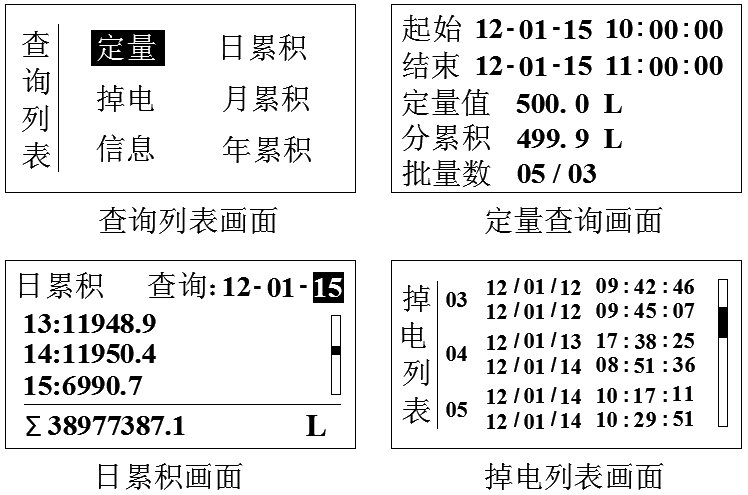 查询列表
定量 日累积
掉电 月累积
信息 年累积
查询列表画面
起始 12-01-15 10:00:00
结束 12-01-15 11:00:00
定量值 500.0 L
分累积 499.9 L
批量数 05/03
定量查询画面
日累积 查询:12-01-15
13:11948.9
14:11950.4
15:6990.7
Σ38977387.1 L
日累积画面
掉电列表
03 12/01/12 09:42:46
12/01/12 09:45:07
04 12/01/13 17:38:25
12/01/14 08:51:36
05 12/01/14 10:17:11
12/01/14 10:29:51
掉电列表画面